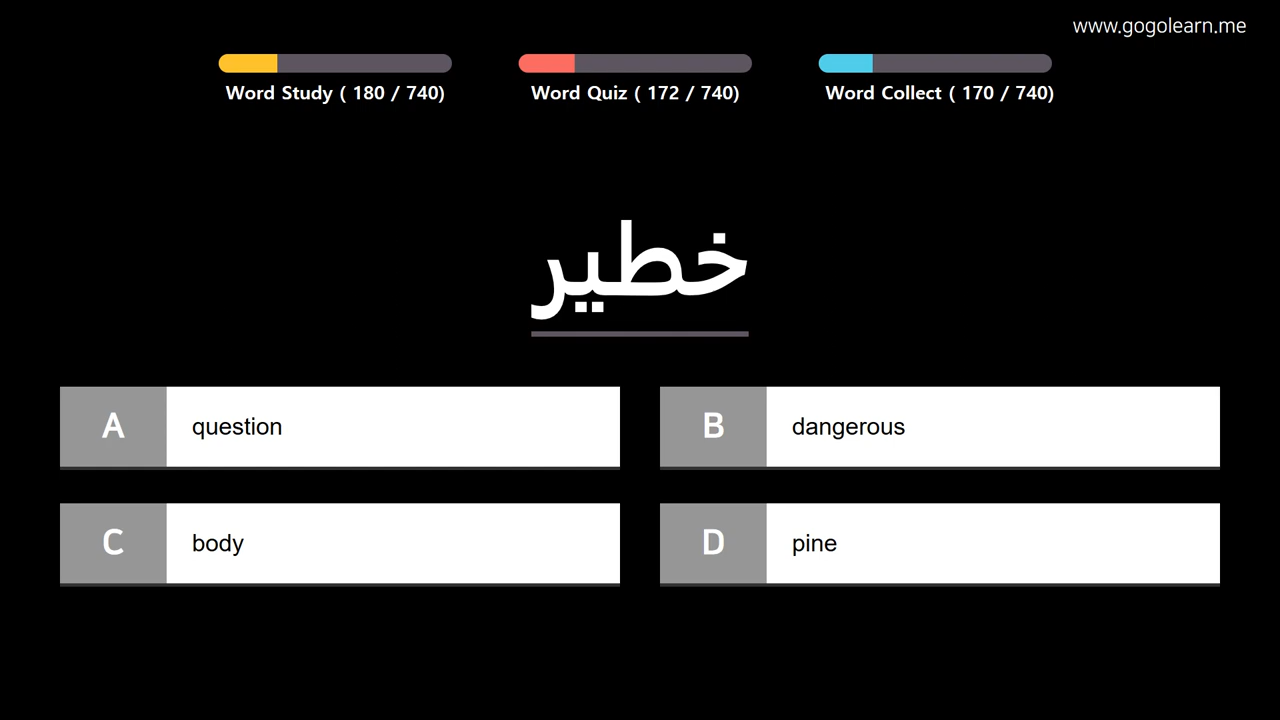 www.gogolearn.me
Word Study ( 180 / 740)
Word Quiz ( 172 / 740)
Word Collect ( 170 / 740)
خطير
A question
B dangerous
C body
D pine